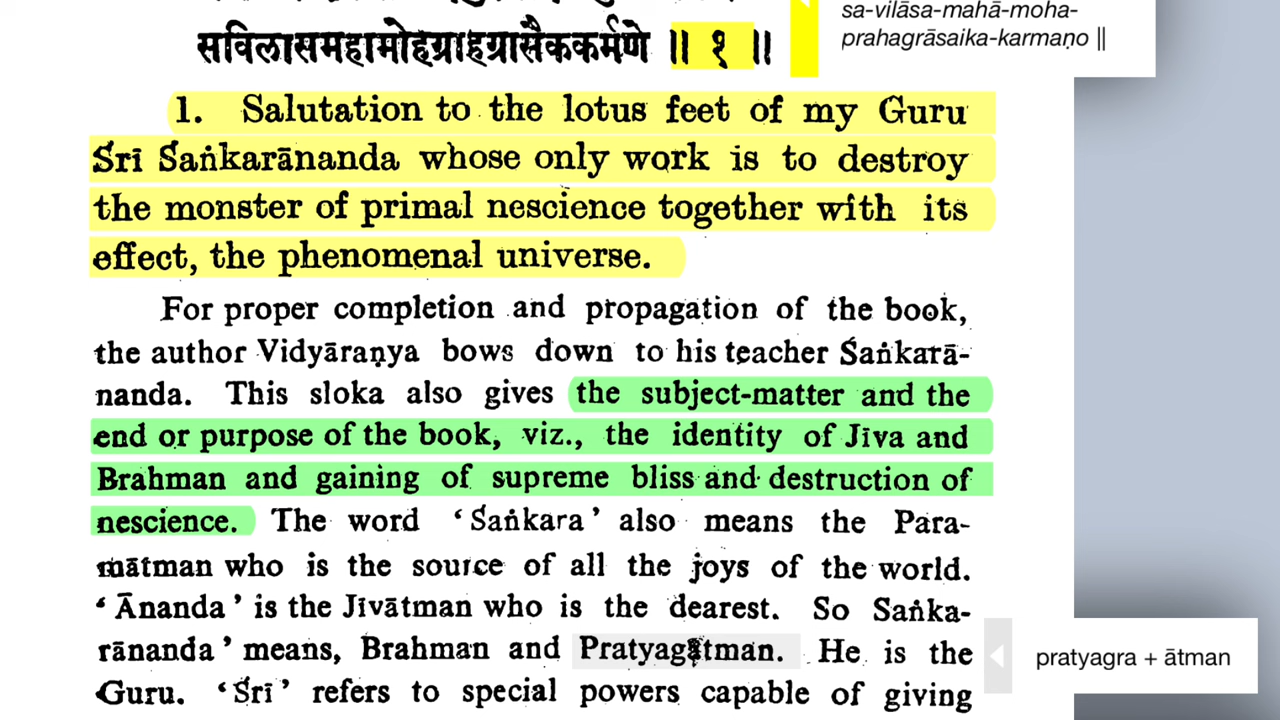 सविलासमहामोहग्राहग्रासैककर्मणे ॥ १ ॥
sa-vilāsa-mahā-moha-
prahagrāsaika-karmaṇo ||
1. Salutation to the lotus feet of my Guru
Śrī Śaṅkarānanda whose only work is to destroy
the monster of primal nescience together with its
effect, the phenomenal universe.
For proper completion and propagation of the book,
the author Vidyāraṇya bows down to his teacher Śaṅkarā-
nanda. This sloka also gives the subject-matter and the
end or purpose of the book, viz., the identity of Jīva and
Brahman and gaining of supreme bliss and destruction of
nescience. The word ‘Śaṅkara’ also means the Para-
mātman who is the source of all the joys of the world.
‘Ānanda’ is the Jīvātman who is the dearest. So Śaṅka-
rānanda’ means, Brahman and Pratyagātman. He is the
Guru. ‘Śrī’ refers to special powers capable of giving
pratyagra + ātman